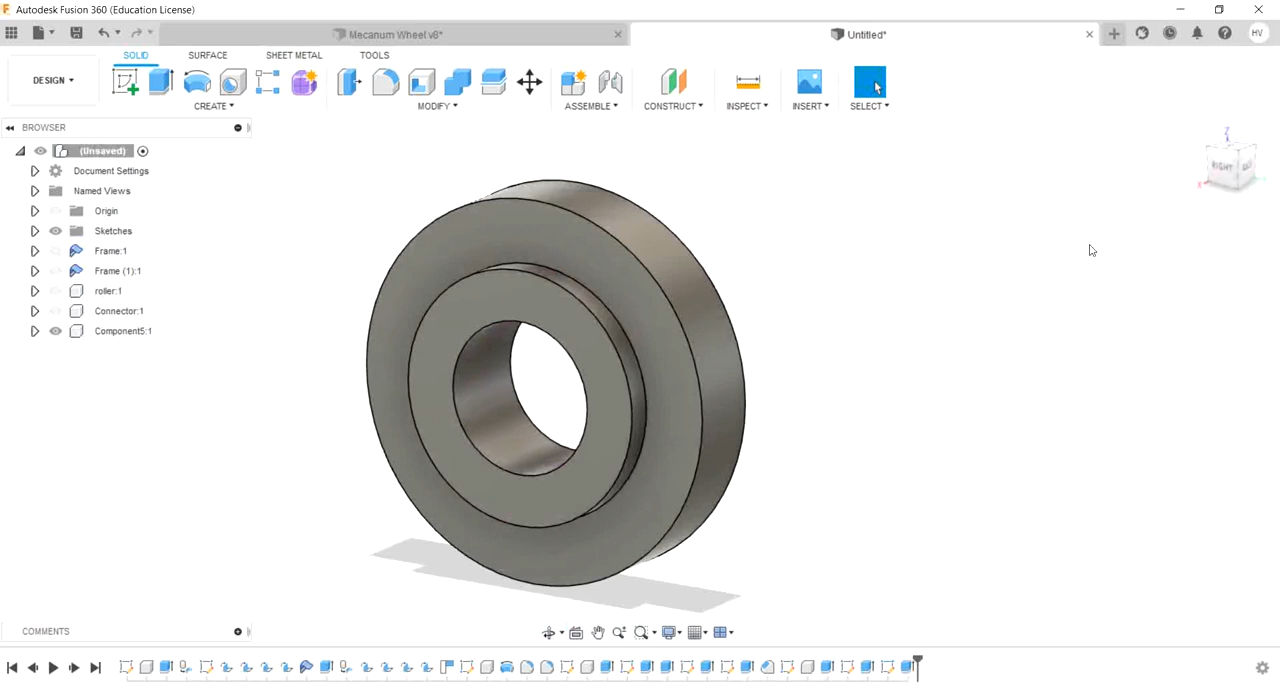 Autodesk Fusion 360 (Education License)
Mecanum Wheel v8*
Untitled*
HV
SOLID SURFACE SHEET METAL TOOLS
DESIGN
CREATE MODIFY ASSEMBLE CONSTRUCT INSPECT INSERT SELECT
BROWSER
(Unsaved)
Document Settings
Named Views
Origin
Sketches
Frame:1
Frame (1):1
roller:1
Connector:1
Component5:1
Z
RIGHT
X
COMMENTS